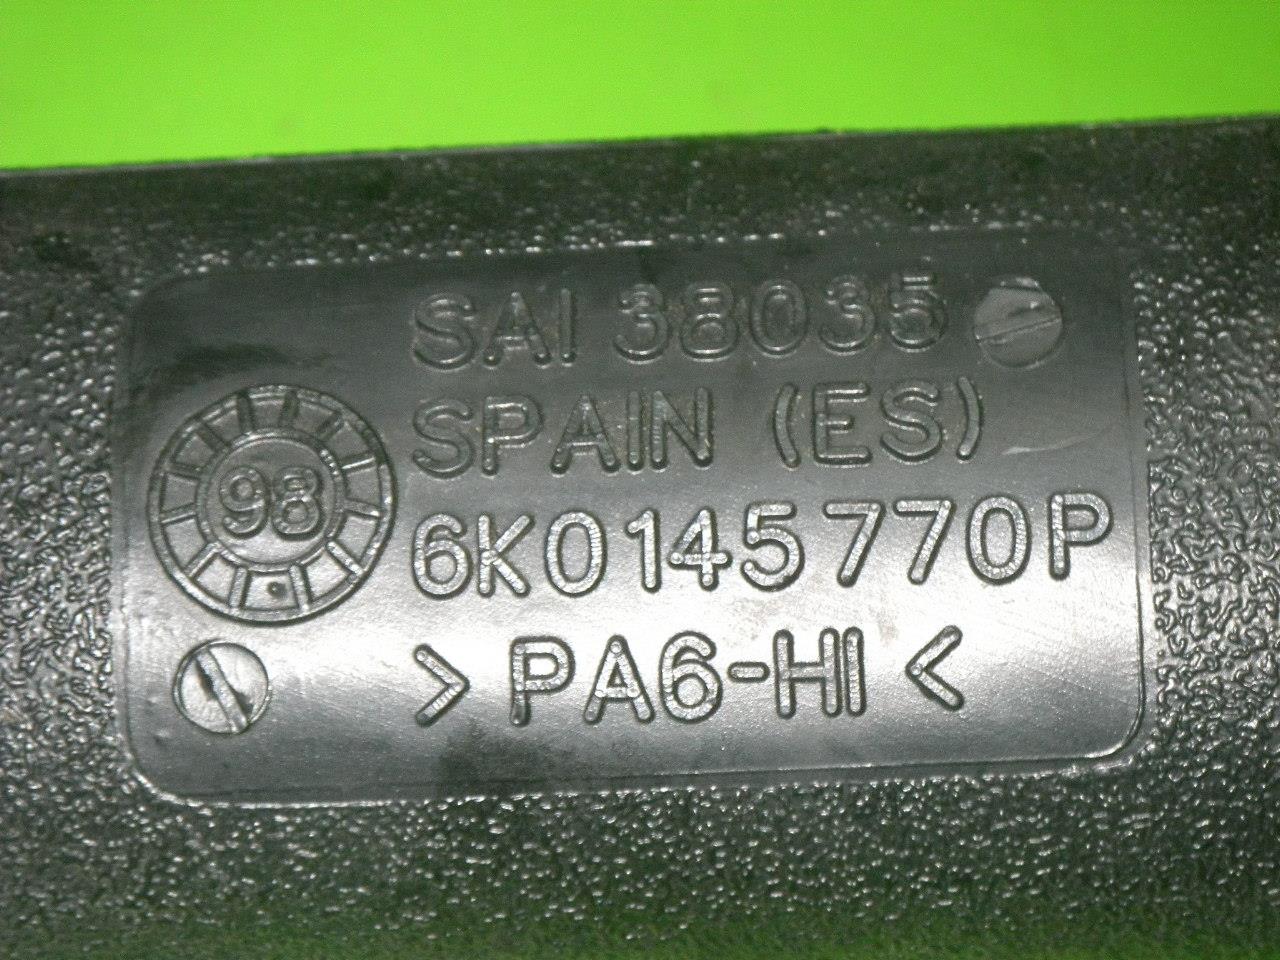 SAI 38035
SPAIN (ES)
98
6K0145770P
>PA6-HI<